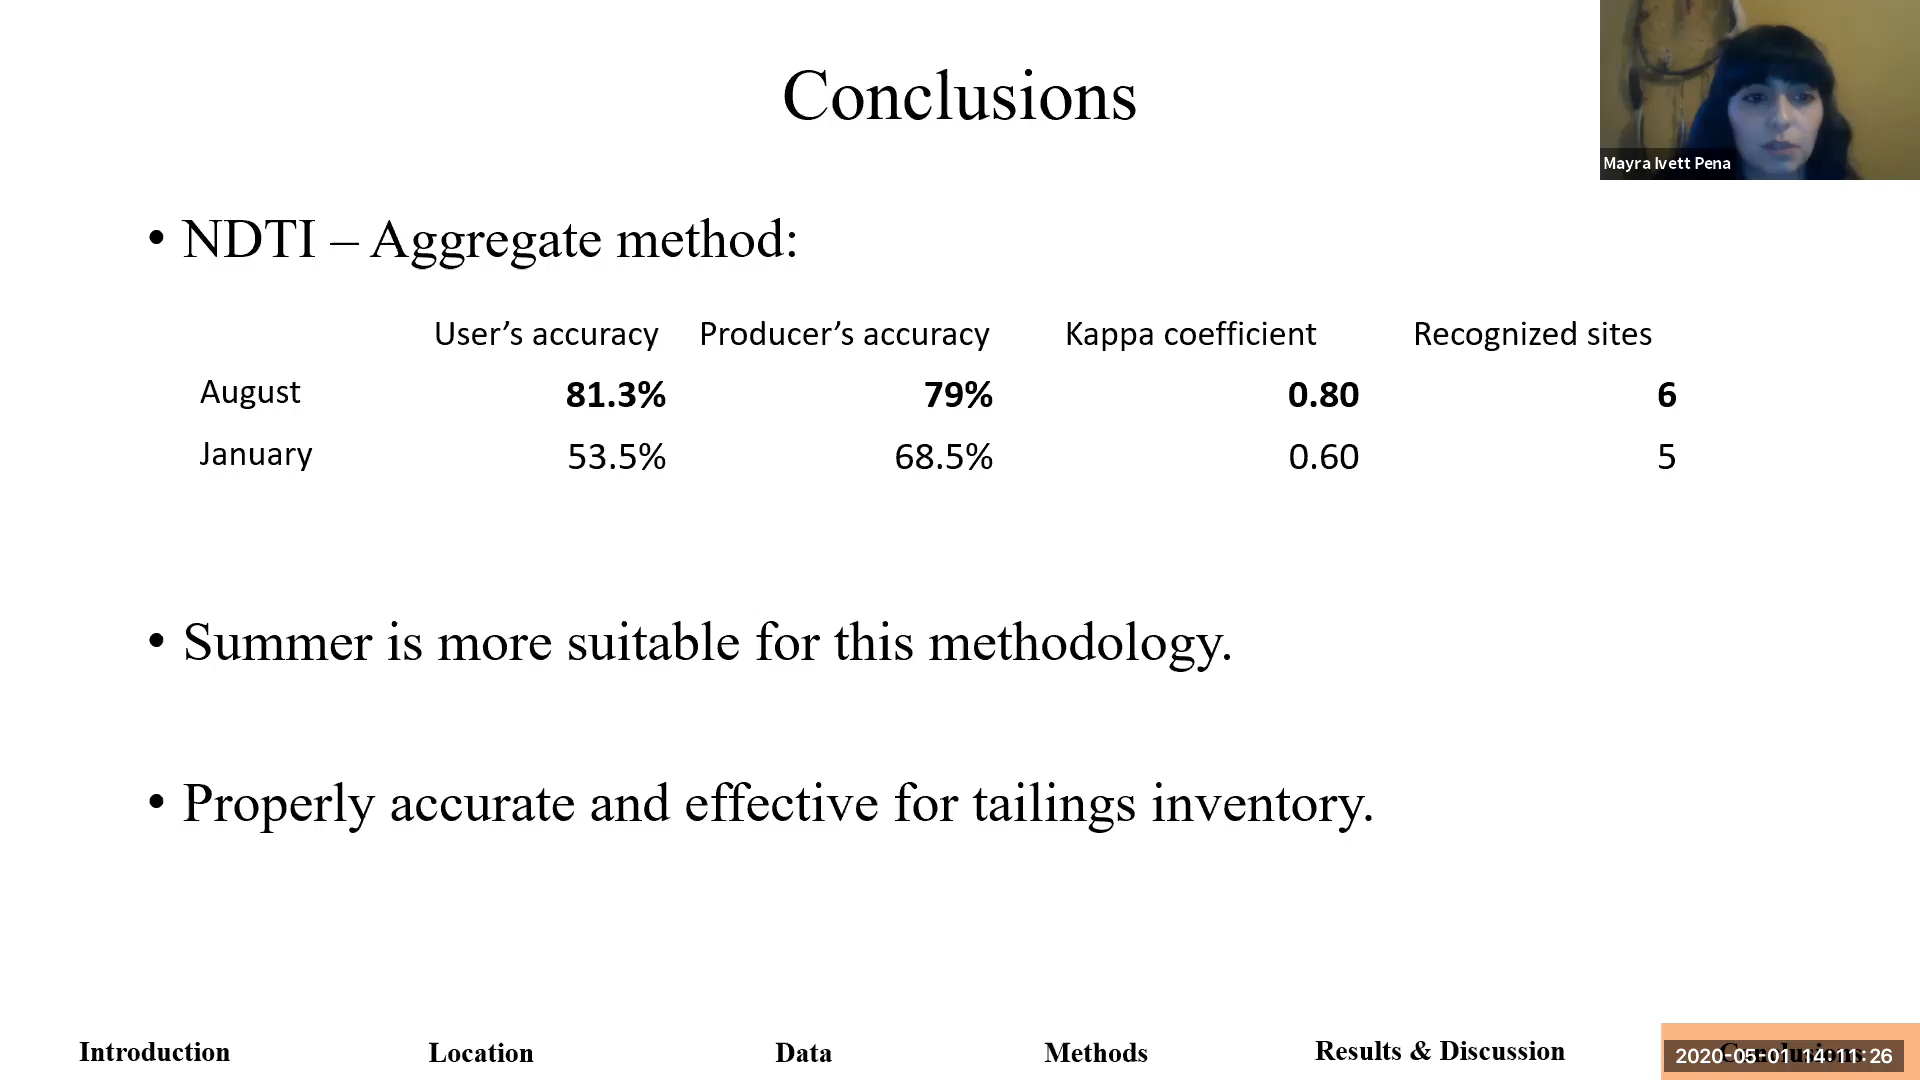 Conclusions
Mayra Ivett Pena
• NDTI – Aggregate method:
User’s accuracy Producer’s accuracy Kappa coefficient Recognized sites
August 81.3% 79% 0.80 6
January 53.5% 68.5% 0.60 5
• Summer is more suitable for this methodology.
• Properly accurate and effective for tailings inventory.
Introduction Location Data Methods Results & Discussion Conclusions
2020-05-01 14:11:26